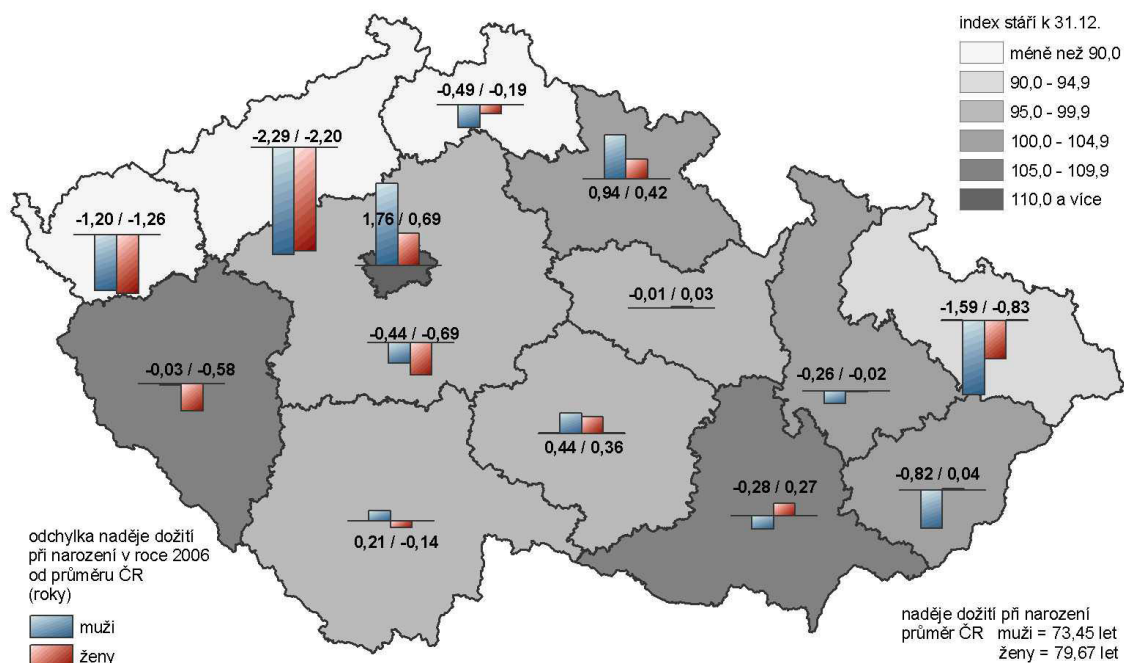 index stáří k 31.12.
méně než 90,0
90,0 - 94,9
95,0 - 99,9
100,0 - 104,9
105,0 - 109,9
110,0 a více
-0,49 / -0,19
-2,29 / -2,20
0,94 / 0,42
-1,20 / -1,26
1,76 / 0,69
-0,01 / 0,03
-1,59 / -0,83
-0,44 / -0,69
-0,03 / -0,58
-0,26 / -0,02
0,44 / 0,36
-0,82 / 0,04
-0,28 / 0,27
0,21 / -0,14
odchylka naděje dožití
při narození v roce 2006
od průměru ČR
(roky)
muži
ženy
naděje dožití při narození
průměr ČR muži = 73,45 let
ženy = 79,67 let